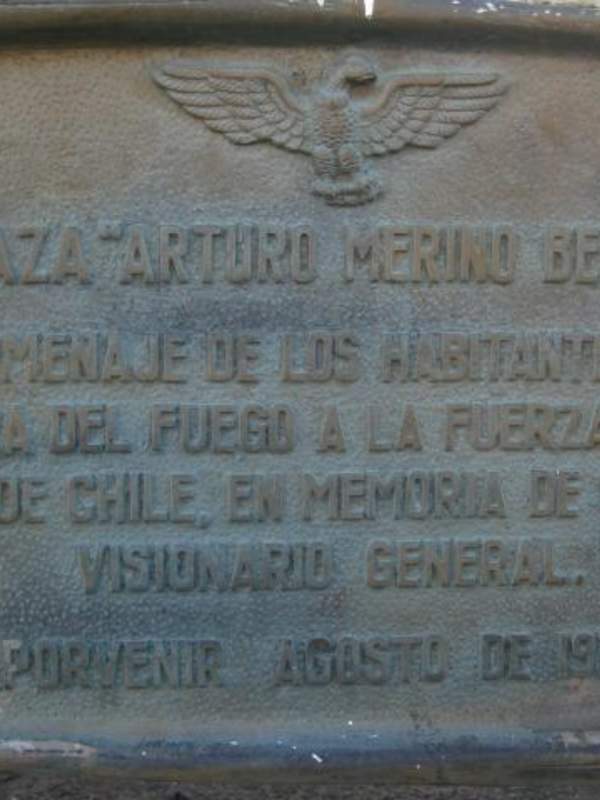 AZA "ARTURO MERINO BE
MENAJE DE LOS HABITANT
A DEL FUEGO A LA FUERZA
DE CHILE, EN MEMORIA DE
VISIONARIO GENERAL.
PORVENIR AGOSTO DE 19